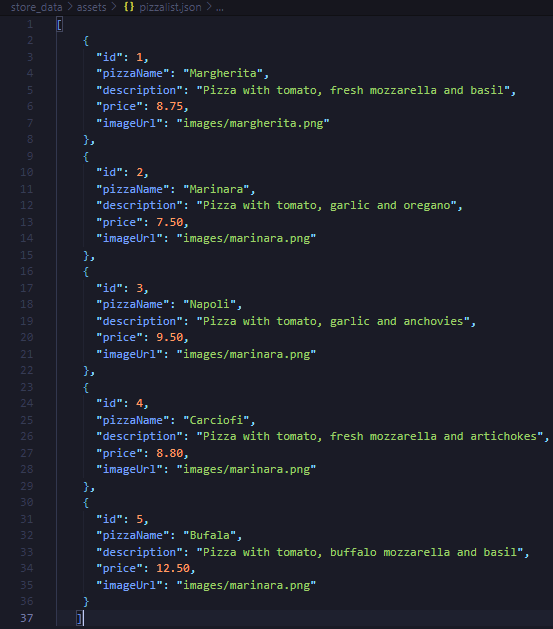 store_data > assets > {} pizzalist.json > ...
1 [
2 {
3 "id": 1,
4 "pizzaName": "Margherita",
5 "description": "Pizza with tomato, fresh mozzarella and basil",
6 "price": 8.75,
7 "imageUrl": "images/margherita.png"
8 },
9 {
10 "id": 2,
11 "pizzaName": "Marinara",
12 "description": "Pizza with tomato, garlic and oregano",
13 "price": 7.50,
14 "imageUrl": "images/marinara.png"
15 },
16 {
17 "id": 3,
18 "pizzaName": "Napoli",
19 "description": "Pizza with tomato, garlic and anchovies",
20 "price": 9.50,
21 "imageUrl": "images/marinara.png"
22 },
23 {
24 "id": 4,
25 "pizzaName": "Carciofi",
26 "description": "Pizza with tomato, fresh mozzarella and artichokes",
27 "price": 8.80,
28 "imageUrl": "images/marinara.png"
29 },
30 {
31 "id": 5,
32 "pizzaName": "Bufala",
33 "description": "Pizza with tomato, buffalo mozzarella and basil",
34 "price": 12.50,
35 "imageUrl": "images/marinara.png"
36 }
37 ]